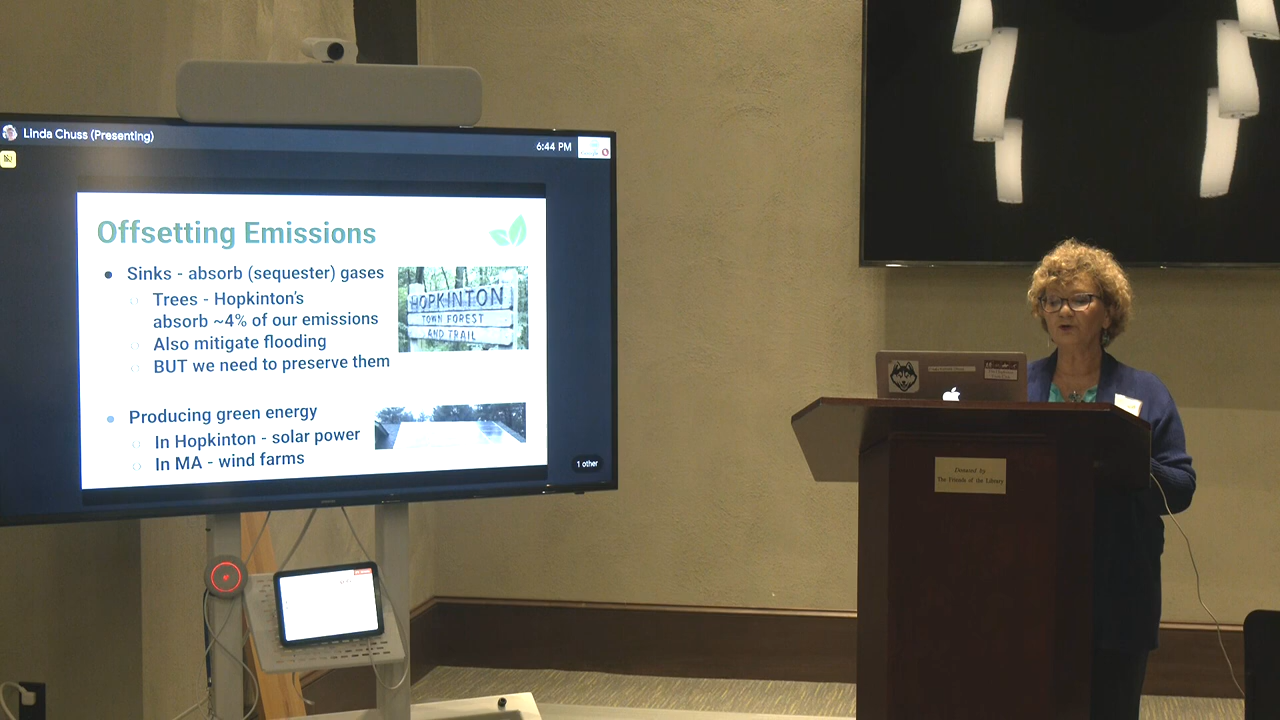 Linda Chuss (Presenting)
6:44 PM
Offsetting Emissions
Sinks - absorb (sequester) gases
Trees - Hopkinton's
absorb ~4% of our emissions
Also mitigate flooding
BUT we need to preserve them
HOPKINTON
TOWN FOREST
AND TRAIL
Producing green energy
In Hopkinton - solar power
In MA - wind farms
1 other
Donated by
The Friends of the Library